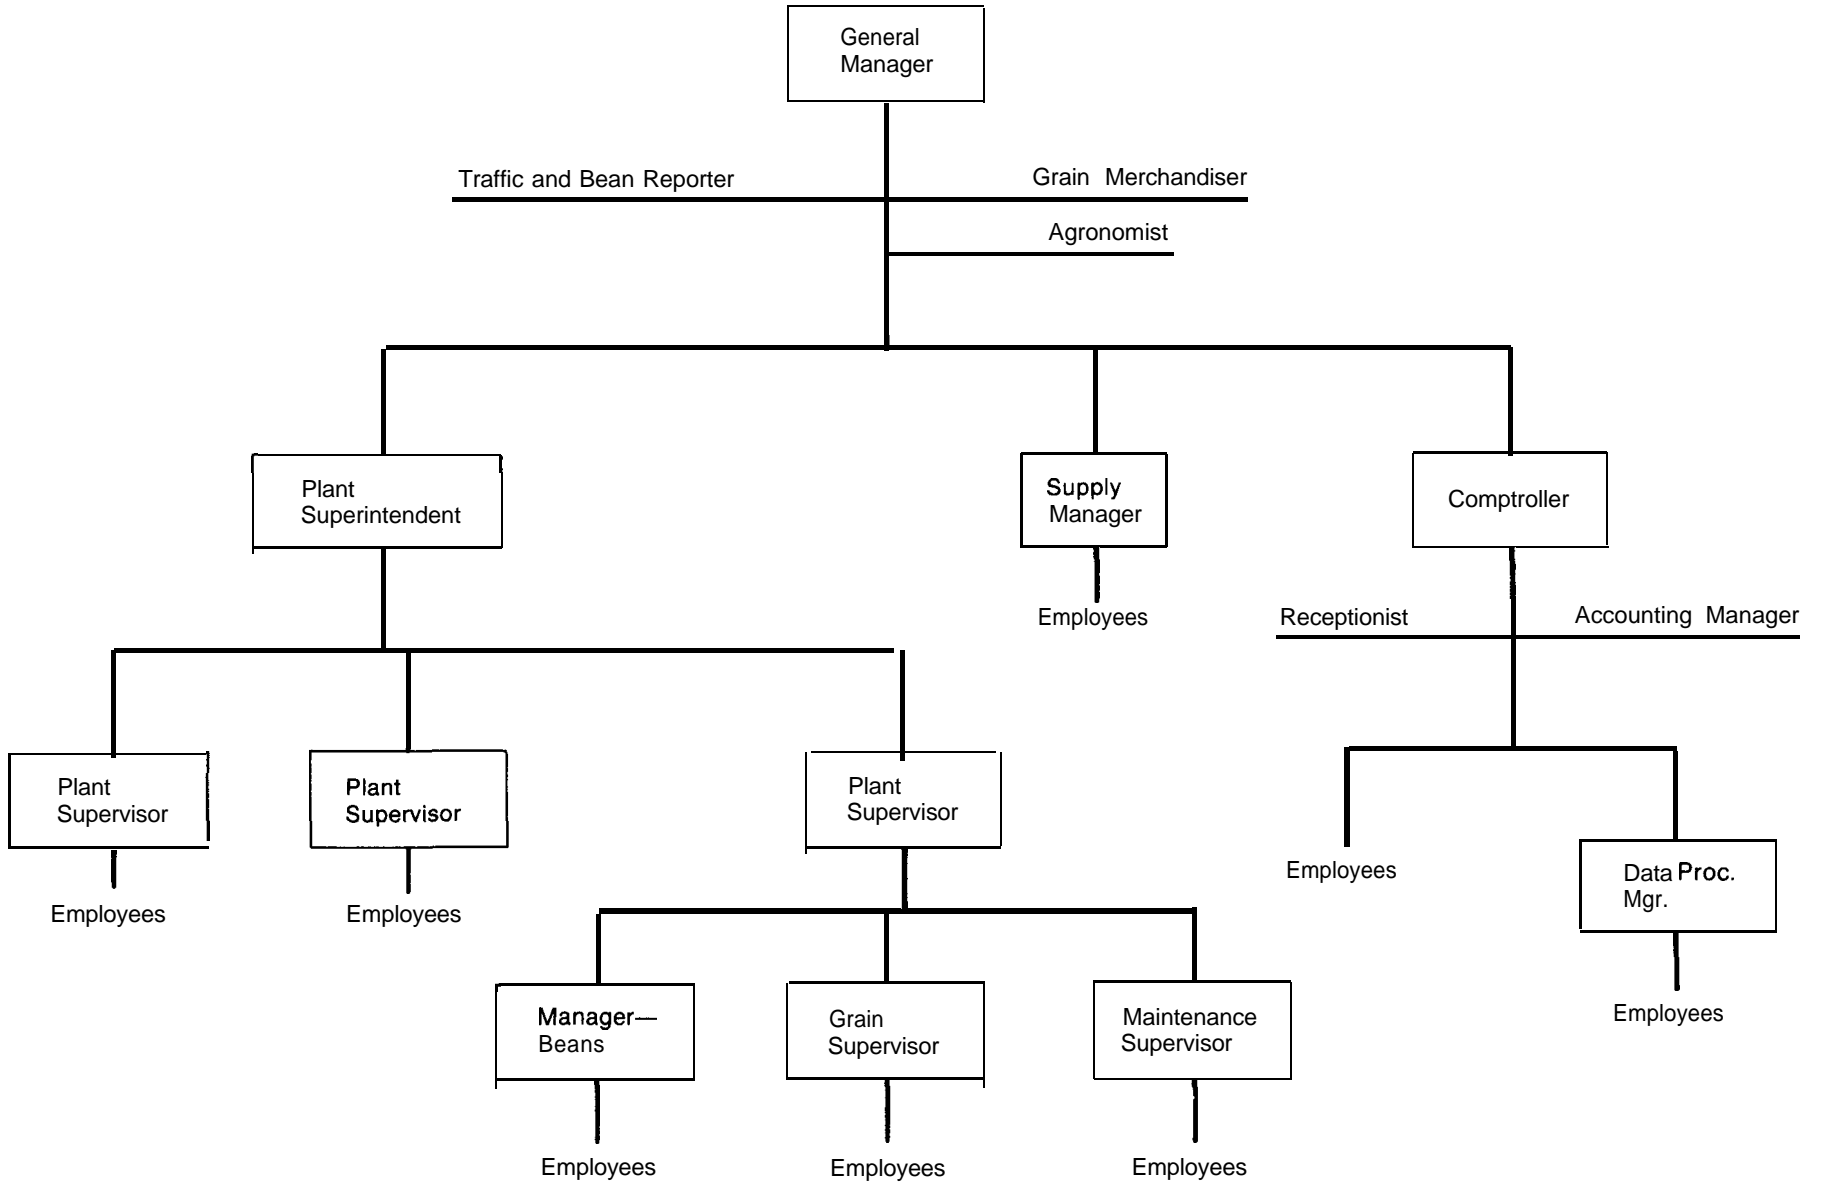 General
Manager
Traffic and Bean Reporter
Grain Merchandiser
Agronomist
Plant
Superintendent
Supply
Manager
Comptroller
Employees
Receptionist
Accounting Manager
Plant
Supervisor
Plant
Supervisor
Plant
Supervisor
Employees
Data Proc.
Mgr.
Employees
Employees
Manager—
Beans
Grain
Supervisor
Maintenance
Supervisor
Employees
Employees
Employees
Employees